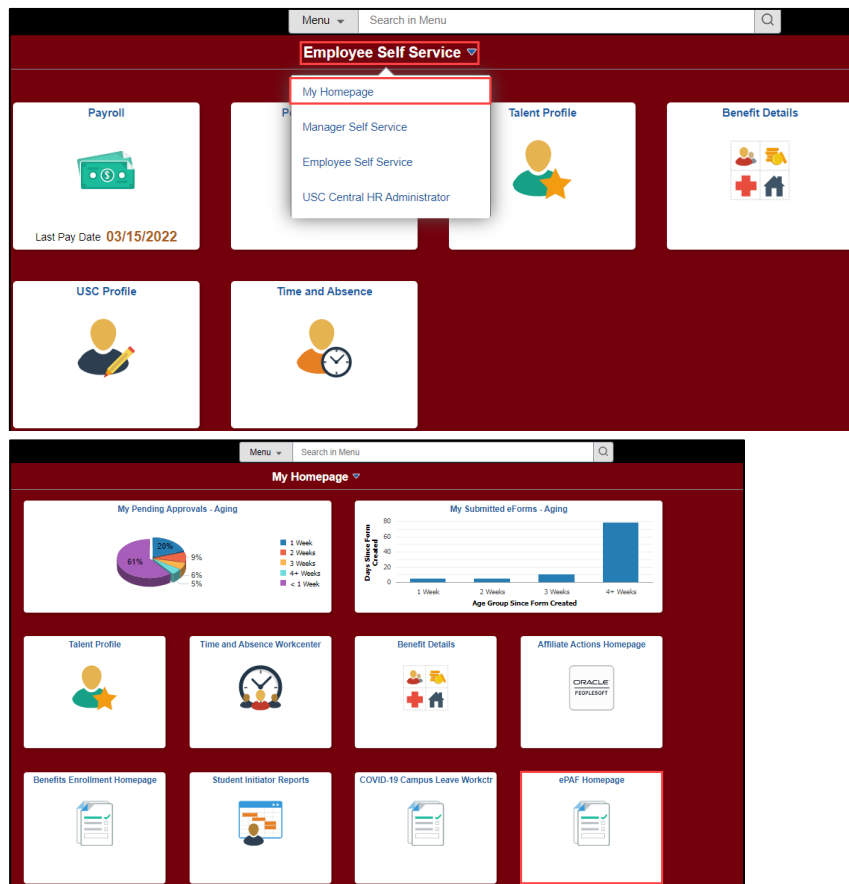 Menu
Search in Menu
Employee Self Service
My Homepage
Manager Self Service
Employee Self Service
USC Central HR Administrator
Payroll
P
Talent Profile
Benefit Details
Last Pay Date 03/15/2022
USC Profile
Time and Absence
Menu
Search in Menu
My Homepage
My Pending Approvals - Aging
20%
9%
61%
6%
5%
1 Week
2 Weeks
3 Weeks
4+ Weeks
< 1 Week
My Submitted eForms - Aging
Days Since Form
Created
80
60
40
20
0
1 Week
2 Weeks
3 Weeks
4+ Weeks
Age Group Since Form Created
Talent Profile
Time and Absence Workcenter
Benefit Details
Affiliate Actions Homepage
ORACLE
PEOPLESOFT
Benefits Enrollment Homepage
Student Initiator Reports
COVID-19 Campus Leave Workctr
ePAF Homepage